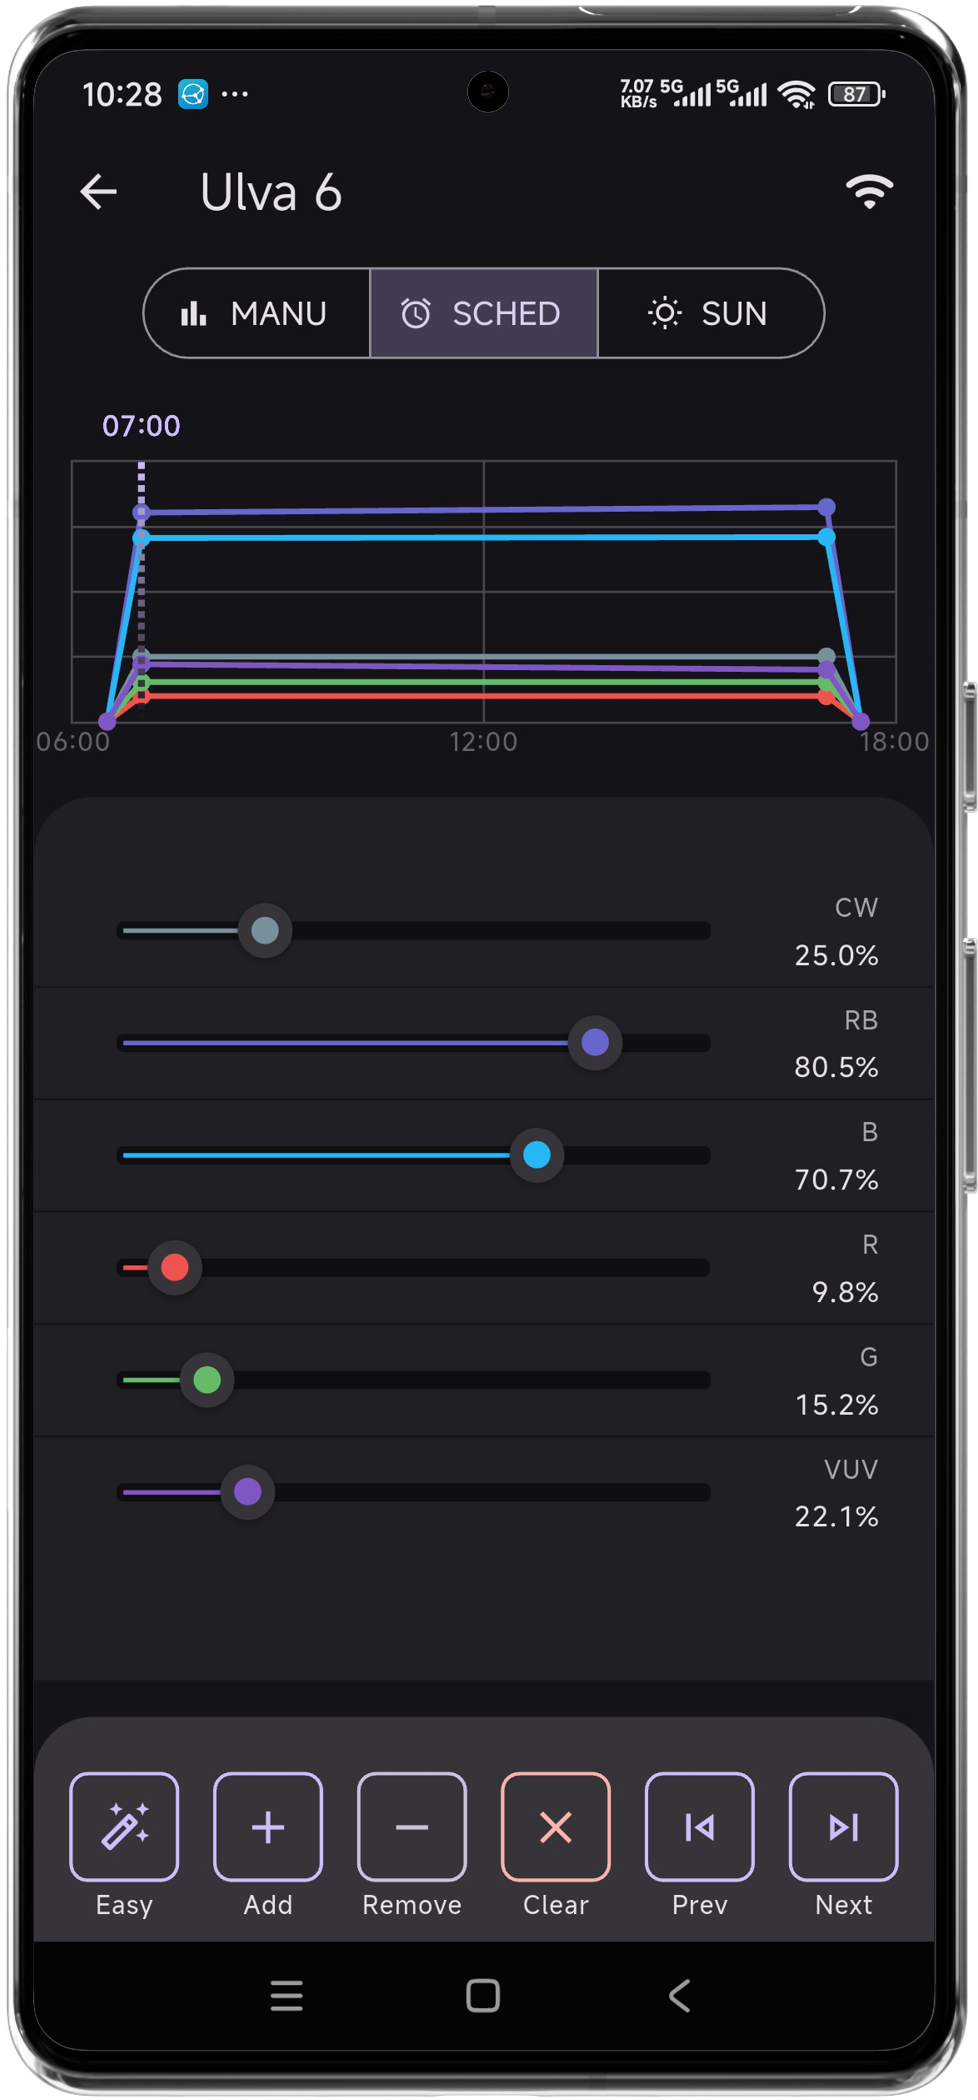 10:28 ... 7.07 KB/s 5G 5G 87
Ulva 6
MANU SCHED SUN
07:00
06:00 12:00 18:00
CW
25.0%
RB
80.5%
B
70.7%
R
9.8%
G
15.2%
VUV
22.1%
Easy Add Remove Clear Prev Next